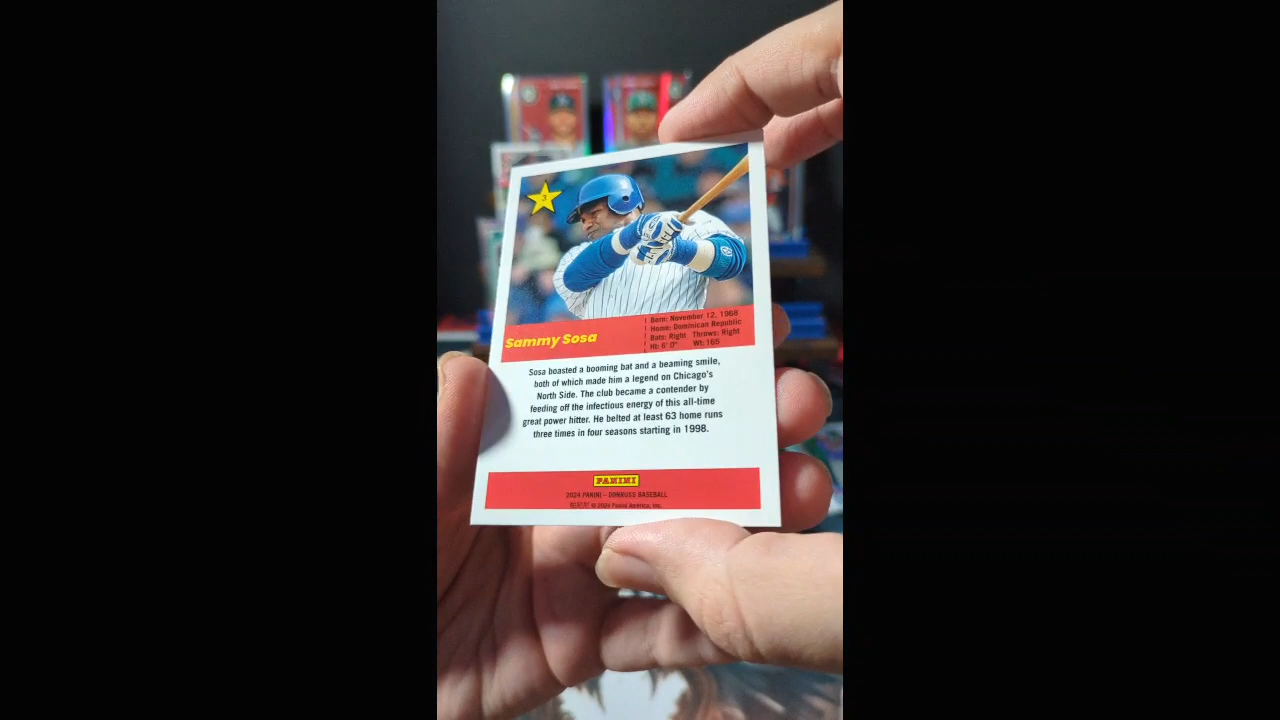 3
Sammy Sosa
Born: November 12, 1968
Home: Dominican Republic
Bats: Right Throws: Right
Ht: 6' 0" Wt: 165
Sosa boasted a booming bat and a beaming smile,
both of which made him a legend on Chicago's
North Side. The club became a contender by
feeding off the infectious energy of this all-time
great power hitter. He belted at least 63 home runs
three times in four seasons starting in 1998.
PANINI
2024 PANINI – DONRUSS BASEBALL
© 2024 Panini America, Inc.